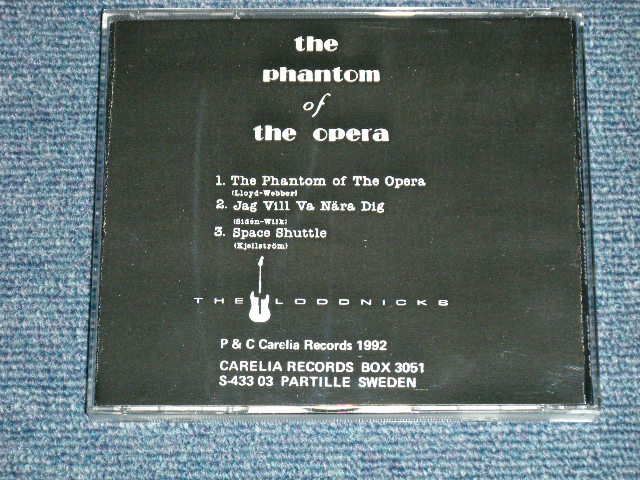 the
phantom
of
the opera
1. The Phantom of The Opera
(Lloyd-Webber)
2. Jag Vill Va Nära Dig
(Sidén-Wiik)
3. Space Shuttle
(Kjellström)
THE LODDNICKS
P & C Carelia Records 1992
CARELIA RECORDS BOX 3051
S-433 03 PARTILLE SWEDEN